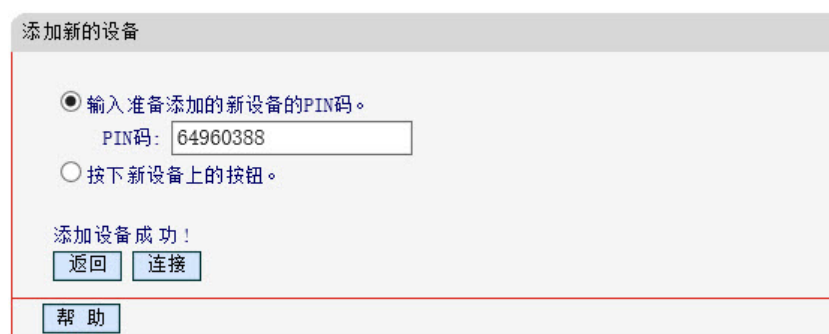 添加新的设备
输入准备添加的新设备的PIN码。
PIN码: 64960388
按下新设备上的按钮。
添加设备成功!
返回 连接
帮 助